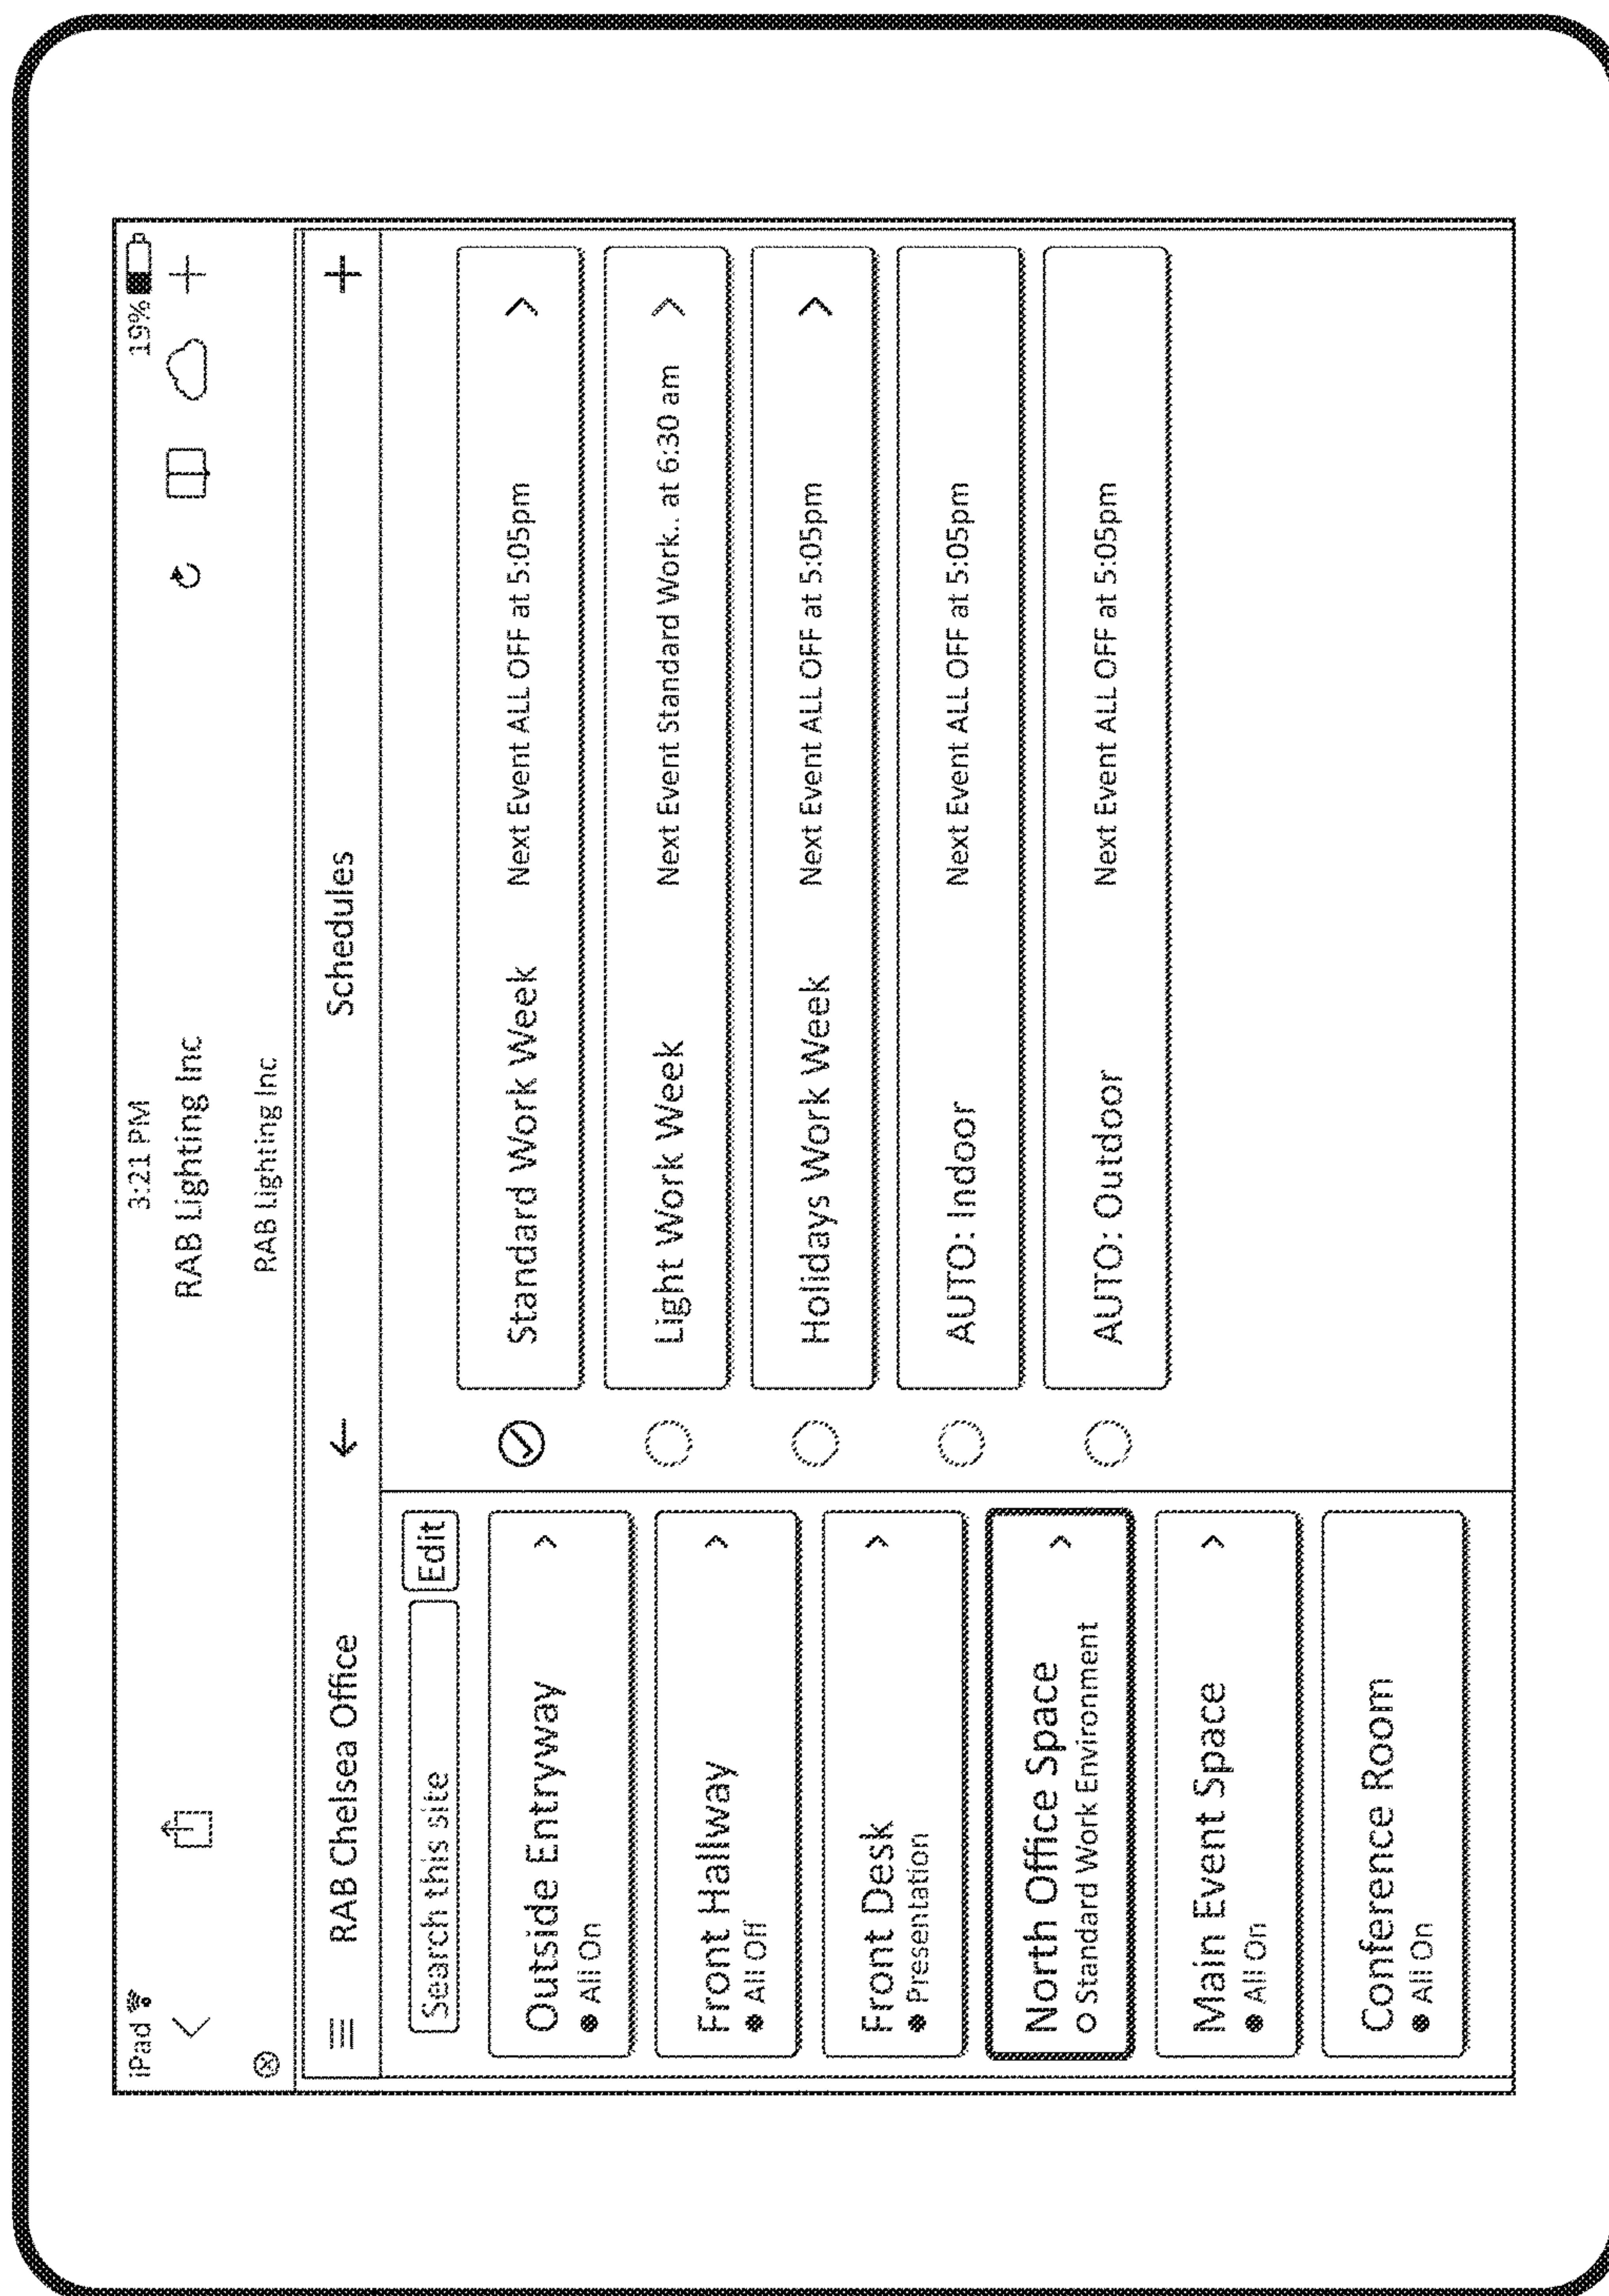 iPad 3:21 PM 19%
RAB Lighting Inc
RAB Lighting Inc
RAB Chelsea Office
Schedules
Search this site
Edit
Outside Entryway
All On
Front Hallway
All Off
Front Desk
Presentation
North Office Space
Standard Work Environment
Main Event Space
All On
Conference Room
All On
Standard Work Week Next Event ALL OFF at 5:05pm
Light Work Week Next Event Standard Work.. at 6:30 am
Holidays Work Week Next Event ALL OFF at 5:05pm
AUTO: Indoor Next Event ALL OFF at 5:05pm
AUTO: Outdoor Next Event ALL OFF at 5:05pm